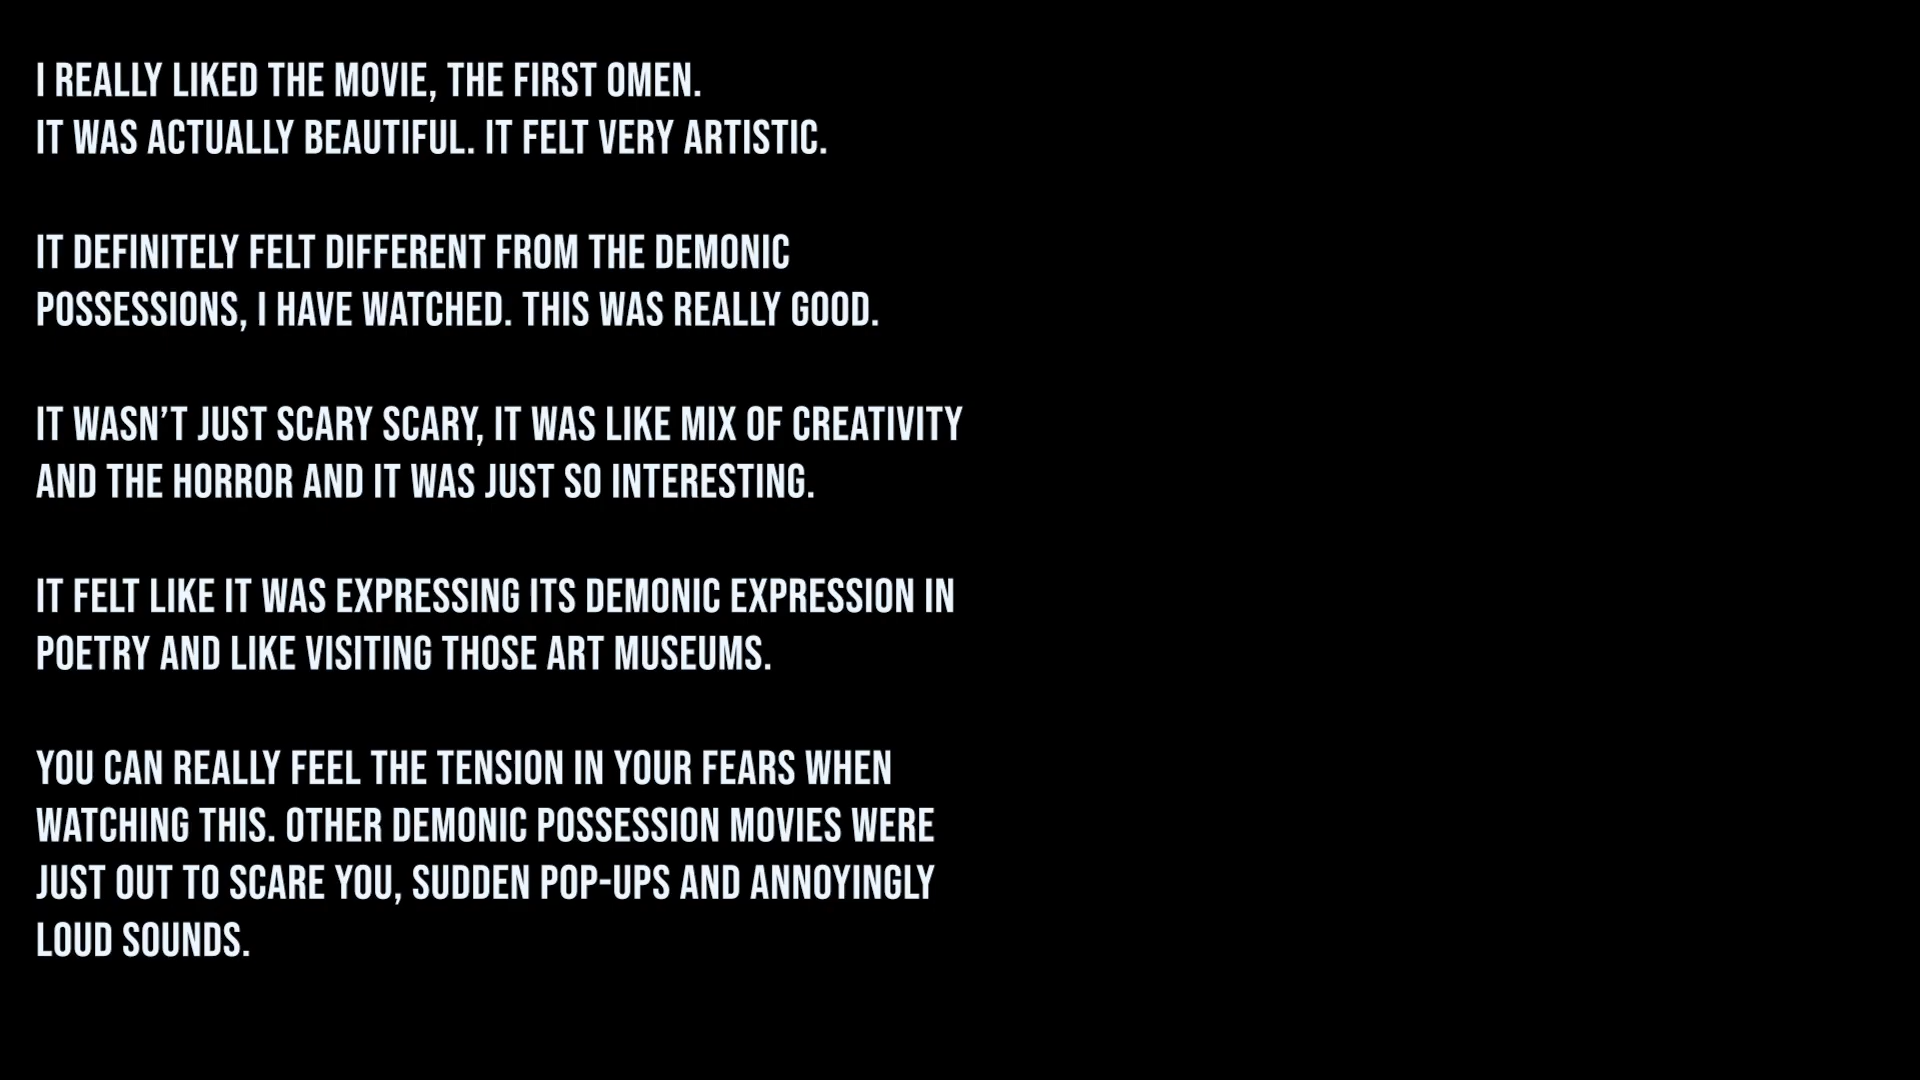 I REALLY LIKED THE MOVIE, THE FIRST OMEN.
IT WAS ACTUALLY BEAUTIFUL. IT FELT VERY ARTISTIC.
IT DEFINITELY FELT DIFFERENT FROM THE DEMONIC
POSSESSIONS, I HAVE WATCHED. THIS WAS REALLY GOOD.
IT WASN’T JUST SCARY SCARY, IT WAS LIKE MIX OF CREATIVITY
AND THE HORROR AND IT WAS JUST SO INTERESTING.
IT FELT LIKE IT WAS EXPRESSING ITS DEMONIC EXPRESSION IN
POETRY AND LIKE VISITING THOSE ART MUSEUMS.
YOU CAN REALLY FEEL THE TENSION IN YOUR FEARS WHEN
WATCHING THIS. OTHER DEMONIC POSSESSION MOVIES WERE
JUST OUT TO SCARE YOU, SUDDEN POP-UPS AND ANNOYINGLY
LOUD SOUNDS.